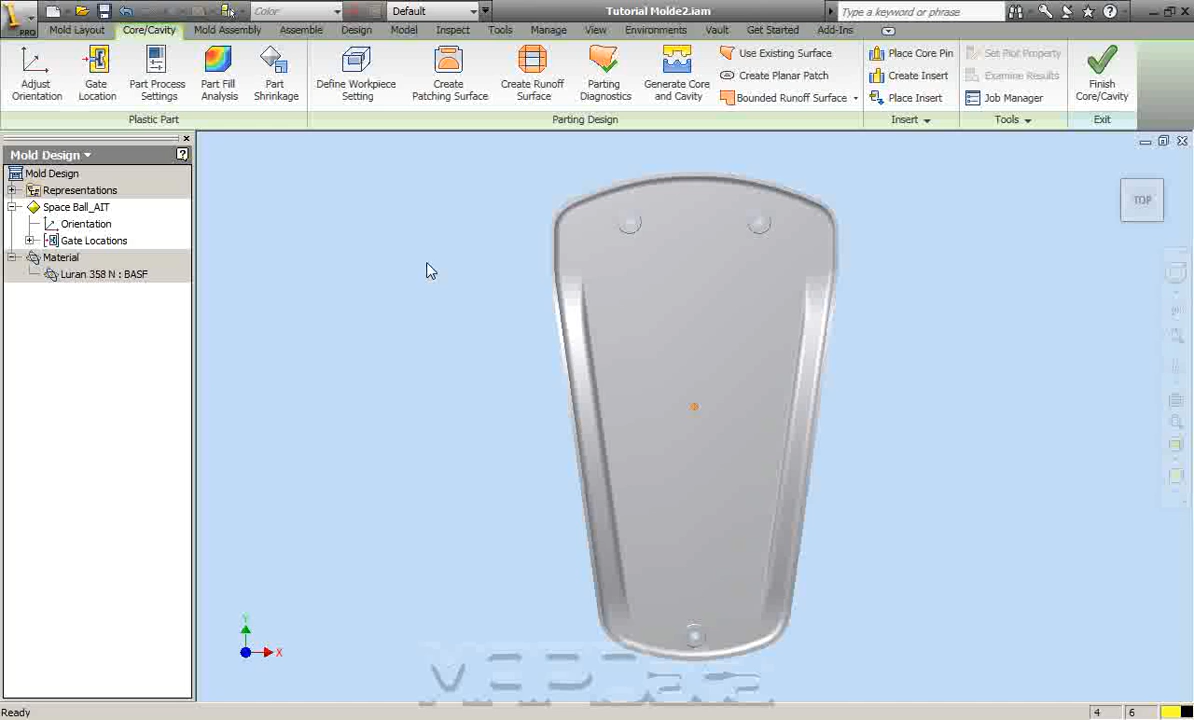 PRO
Color
Default
Tutorial Molde2.iam
Type a keyword or phrase
Mold Layout Core/Cavity Mold Assembly Assemble Design Model Inspect Tools Manage View Environments Vault Get Started Add-Ins
Adjust Orientation
Gate Location
Part Process Settings
Part Fill Analysis
Part Shrinkage
Plastic Part
Define Workpiece Setting
Create Patching Surface
Create Runoff Surface
Parting Diagnostics
Generate Core and Cavity
Use Existing Surface
Create Planar Patch
Bounded Runoff Surface
Parting Design
Place Core Pin
Create Insert
Place Insert
Insert
Set Plot Property
Examine Results
Job Manager
Tools
Finish Core/Cavity
Exit
Mold Design
Mold Design
Representations
Space Ball_AIT
Orientation
Gate Locations
Material
Luran 358 N : BASF
TOP
Y
X
Ready
4 6